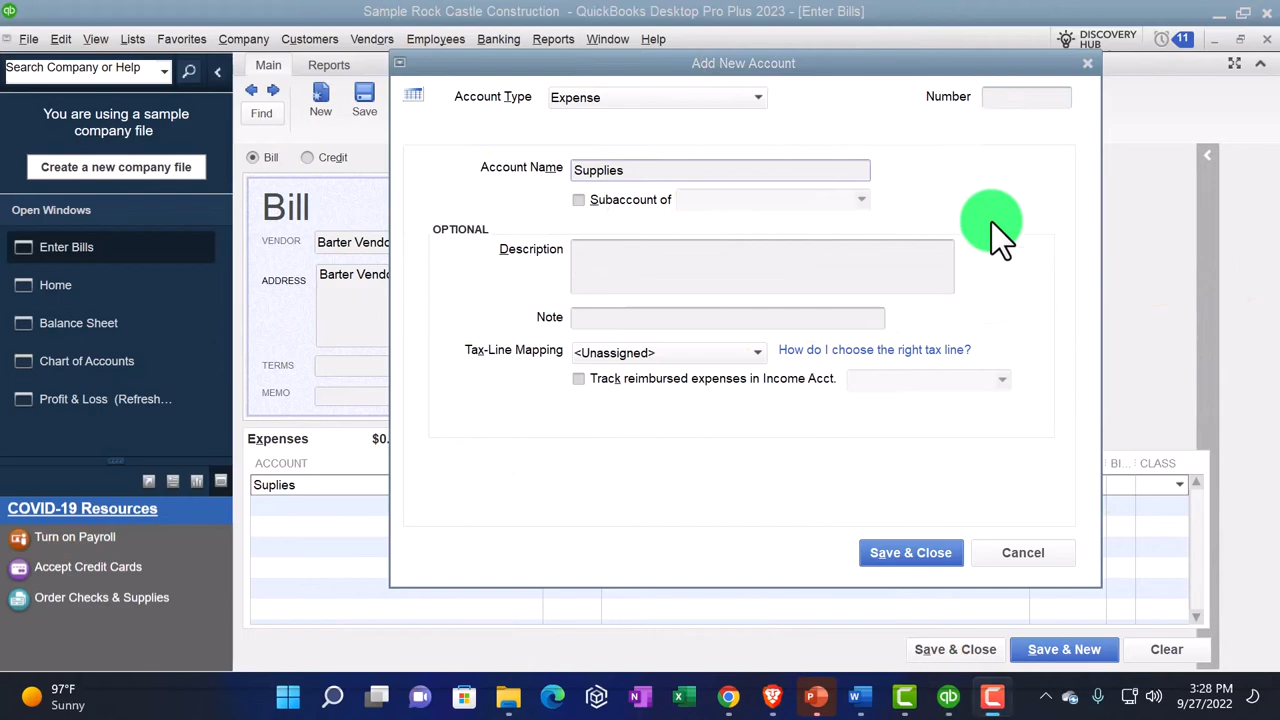 Sample Rock Castle Construction - QuickBooks Desktop Pro Plus 2023 - [Enter Bills]
File Edit View Lists Favorites Company Customers Vendors Employees Banking Reports Window Help
DISCOVERY HUB 11
Search Company or Help
You are using a sample
company file
Create a new company file
Open Windows
Enter Bills
Home
Balance Sheet
Chart of Accounts
Profit & Loss (Refresh...
COVID-19 Resources
Turn on Payroll
Accept Credit Cards
Order Checks & Supplies
Main Reports
Find New Save
Bill Credit
Bill
VENDOR Barter Vendo
ADDRESS Barter Vendo
TERMS
MEMO
Expenses $0.
ACCOUNT BI... CLASS
Suplies
Add New Account
Account Type Expense Number
Account Name Supplies
Subaccount of
OPTIONAL
Description
Note
Tax-Line Mapping <Unassigned> How do I choose the right tax line?
Track reimbursed expenses in Income Acct.
Save & Close Cancel
Save & Close Save & New Clear
97°F
Sunny
3:28 PM
9/27/2022